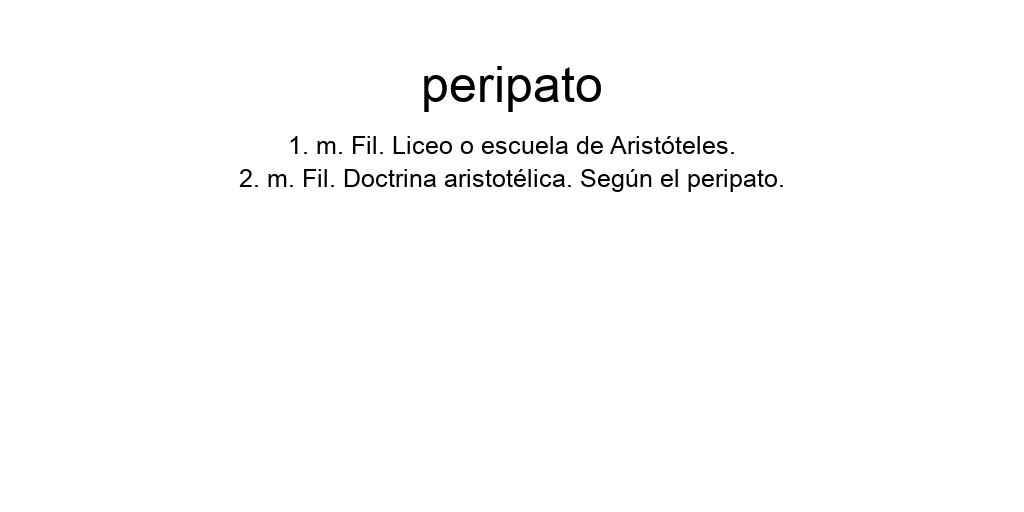 peripato
1. m. Fil. Liceo o escuela de Aristóteles.
2. m. Fil. Doctrina aristotélica. Según el peripato.